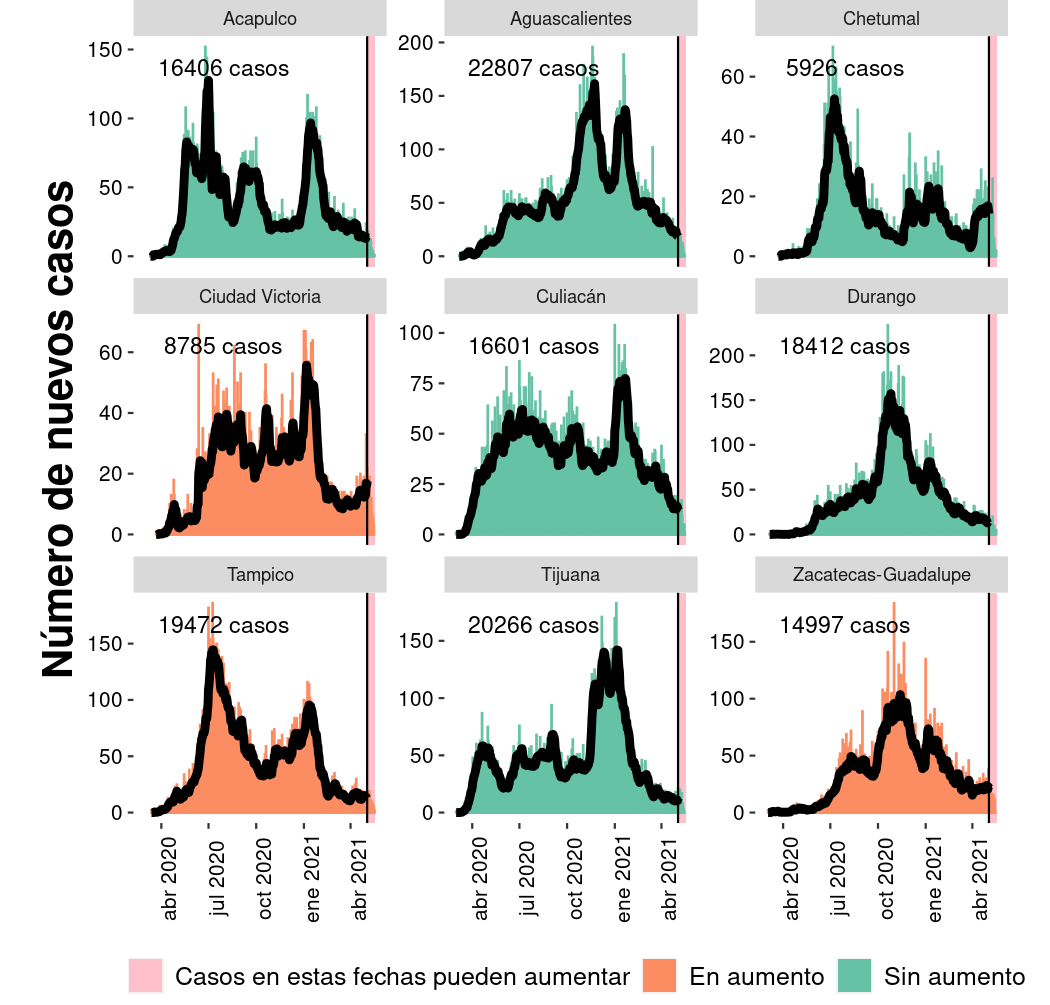 Número de nuevos casos
Acapulco
Aguascalientes
Chetumal
150
100
50
0
16406 casos
200
150
100
50
0
22807 casos
60
40
20
0
5926 casos
Ciudad Victoria
Culiacán
Durango
60
40
20
0
8785 casos
100
75
50
25
0
16601 casos
200
150
100
50
0
18412 casos
Tampico
Tijuana
Zacatecas-Guadalupe
150
100
50
0
19472 casos
150
100
50
0
20266 casos
150
100
50
0
14997 casos
abr 2020
jul 2020
oct 2020
ene 2021
abr 2021
abr 2020
jul 2020
oct 2020
ene 2021
abr 2021
abr 2020
jul 2020
oct 2020
ene 2021
abr 2021
Casos en estas fechas pueden aumentar
En aumento
Sin aumento